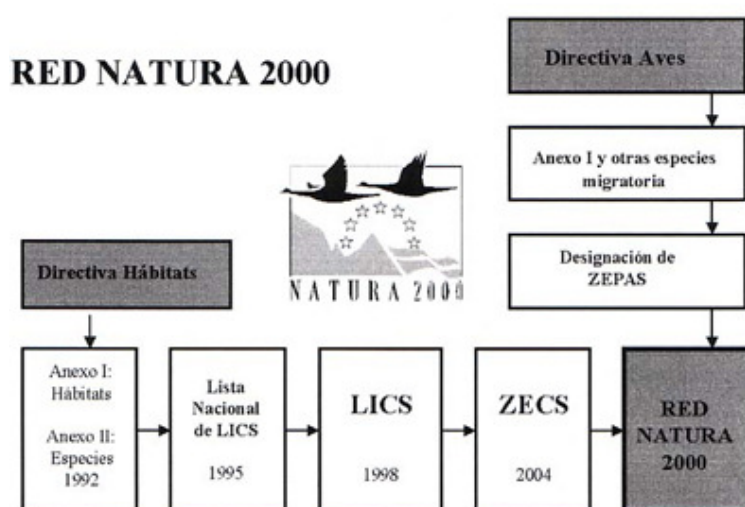 RED NATURA 2000
Directiva Aves
Anexo I y otras especies
migratoria
Designación de
ZEPAS
NATURA 2000
Directiva Hábitats
Anexo I:
Hábitats
Anexo II:
Especies
1992
Lista
Nacional
de LICS
1995
LICS
1998
ZECS
2004
RED
NATURA
2000